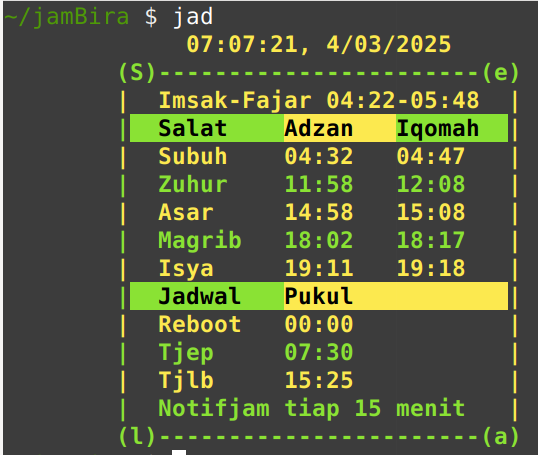 ~/jamBira $ jad
07:07:21, 4/03/2025
(S)-----------------------(e)
| Imsak-Fajar 04:22-05:48 |
| Salat Adzan Iqomah |
| Subuh 04:32 04:47 |
| Zuhur 11:58 12:08 |
| Asar 14:58 15:08 |
| Magrib 18:02 18:17 |
| Isya 19:11 19:18 |
| Jadwal Pukul |
| Reboot 00:00 |
| Tjep 07:30 |
| Tjlb 15:25 |
| Notifjam tiap 15 menit |
(l)-----------------------(a)